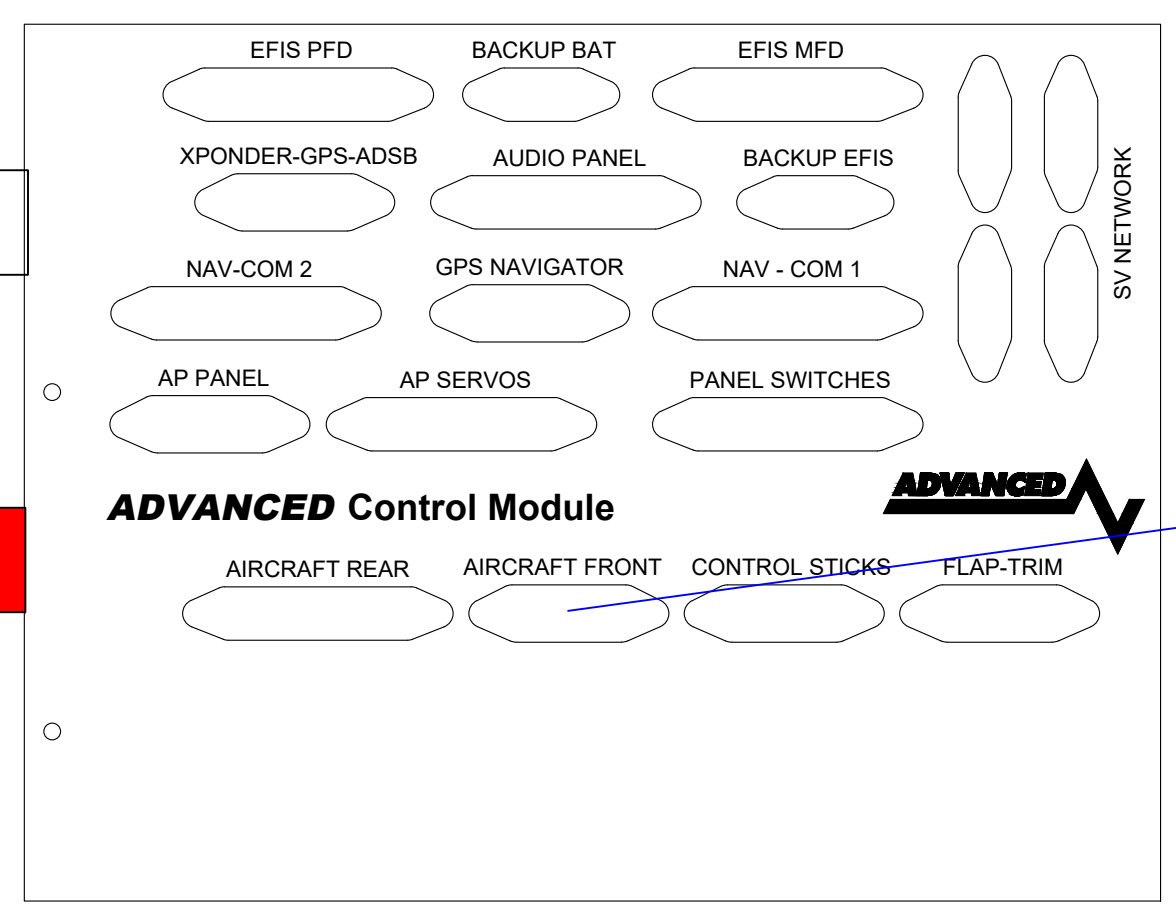 EFIS PFD
BACKUP BAT
EFIS MFD
XPONDER-GPS-ADSB
AUDIO PANEL
BACKUP EFIS
SV NETWORK
NAV-COM 2
GPS NAVIGATOR
NAV - COM 1
AP PANEL
AP SERVOS
PANEL SWITCHES
ADVANCED Control Module
ADVANCED
AIRCRAFT REAR
AIRCRAFT FRONT
CONTROL STICKS
FLAP-TRIM